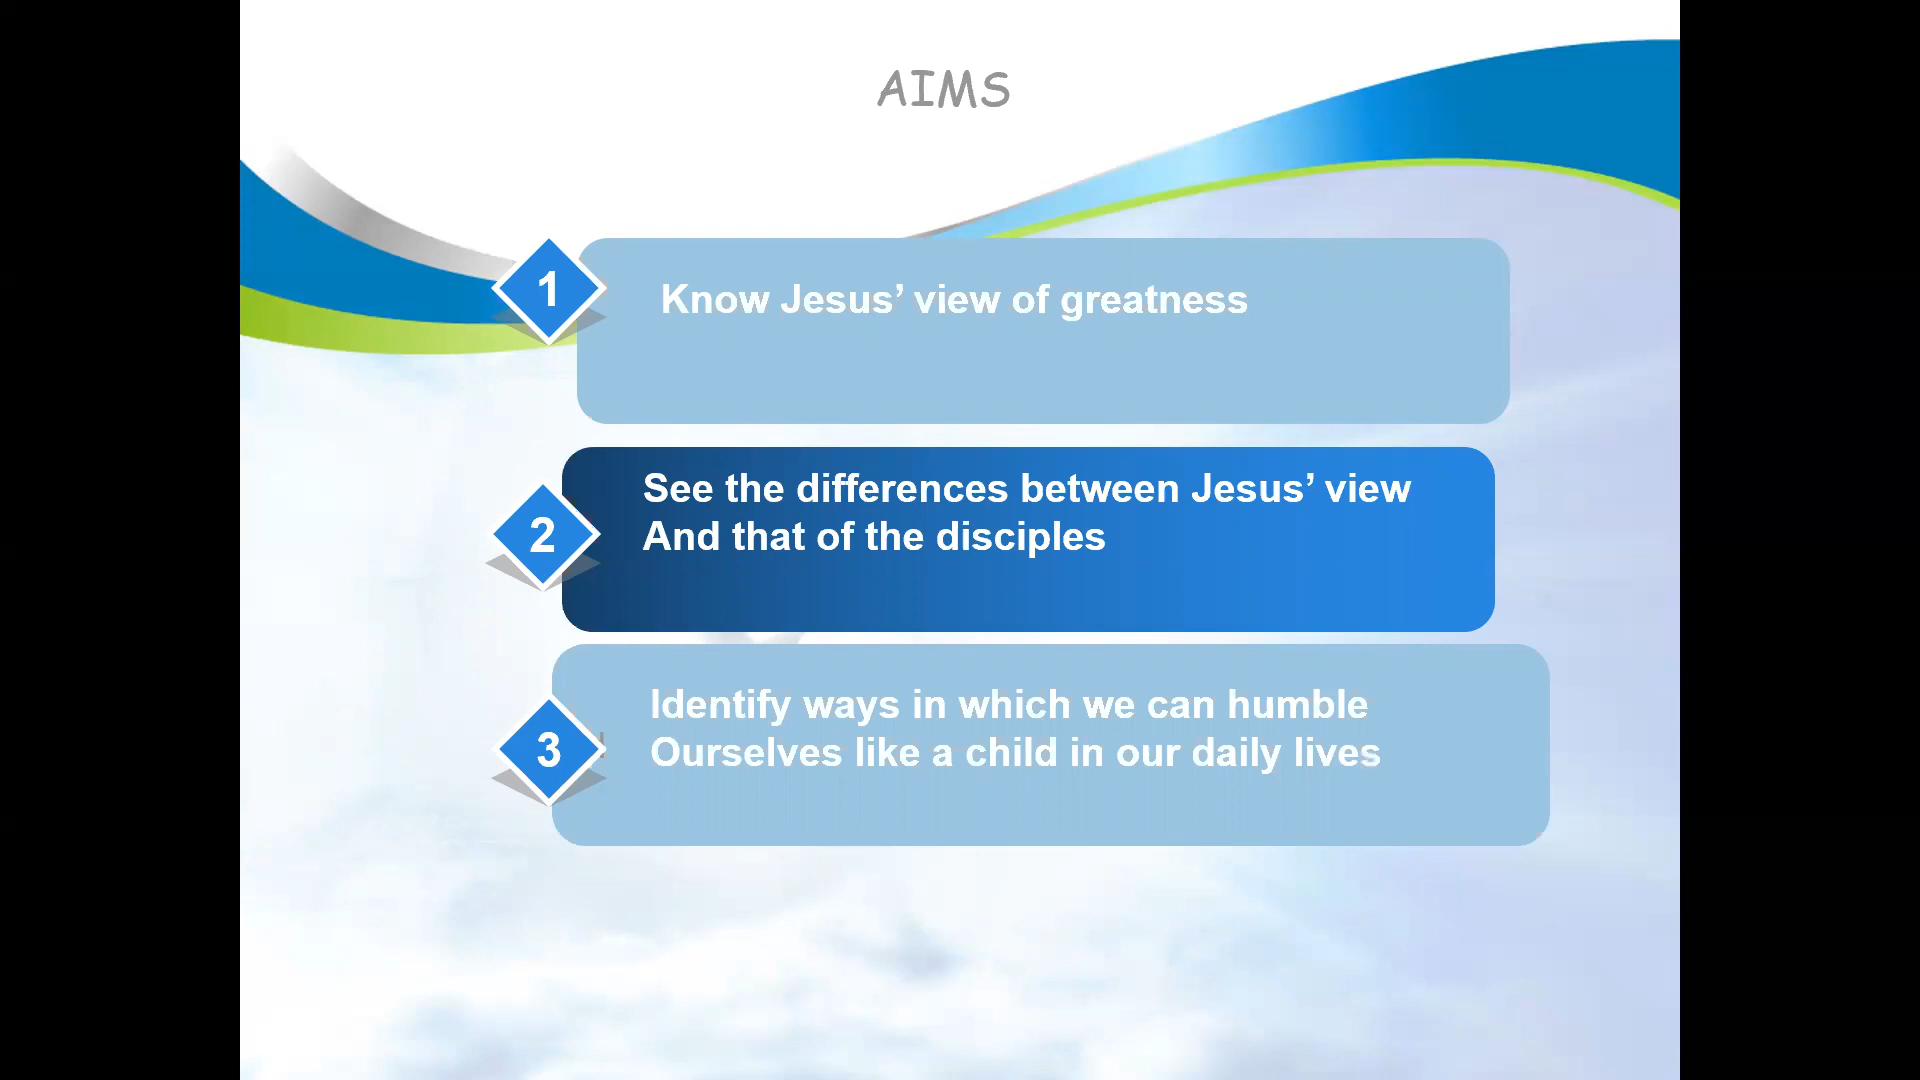 AIMS
1
Know Jesus’ view of greatness
2
See the differences between Jesus’ view
And that of the disciples
3
Identify ways in which we can humble
Ourselves like a child in our daily lives